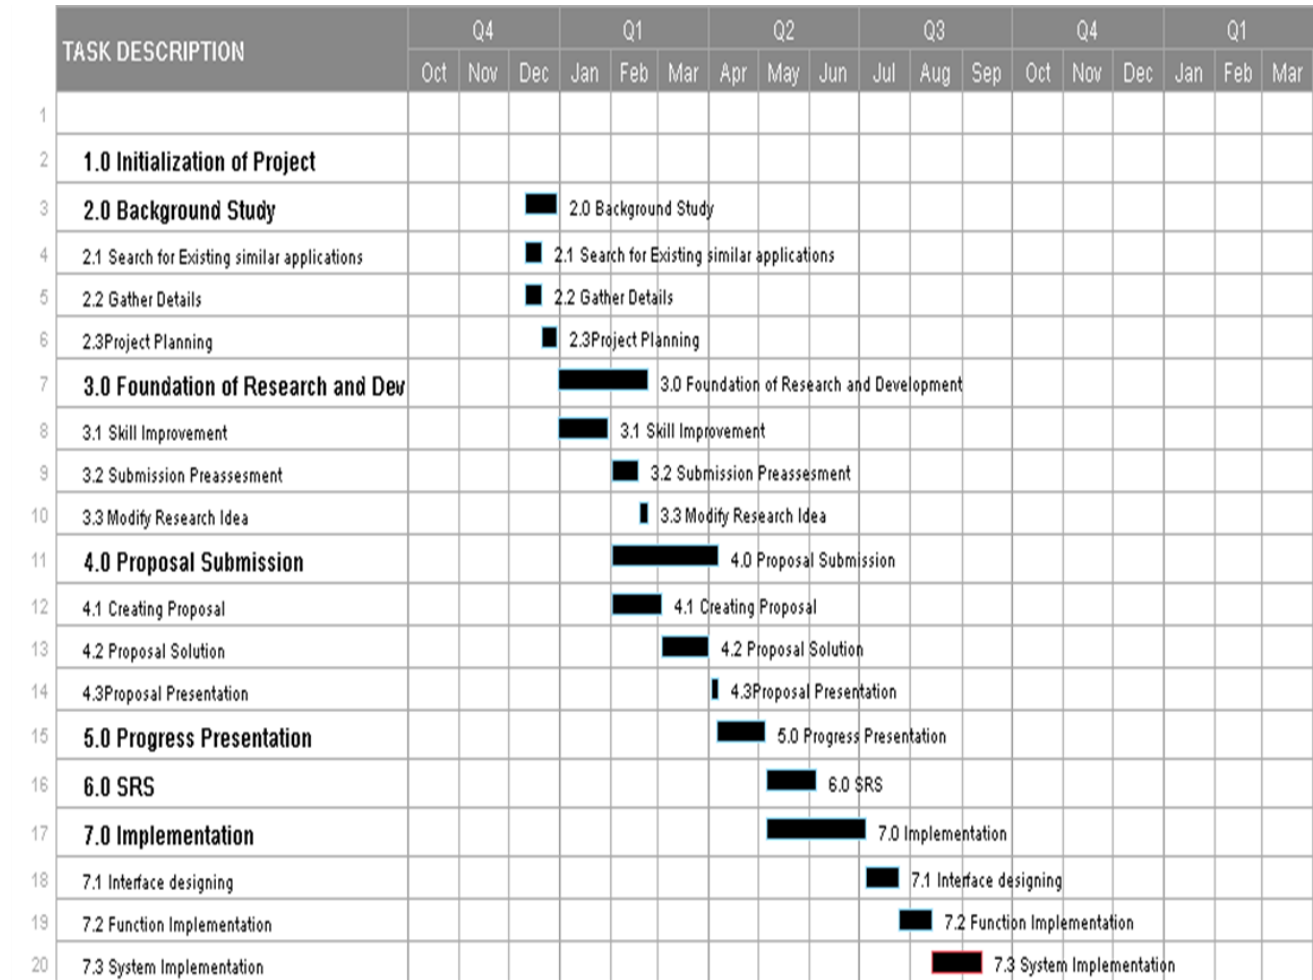 TASK DESCRIPTION
Q4 Q1 Q2 Q3 Q4 Q1
Oct Nov Dec Jan Feb Mar Apr May Jun Jul Aug Sep Oct Nov Dec Jan Feb Mar
1
2 1.0 Initialization of Project
3 2.0 Background Study 2.0 Background Study
4 2.1 Search for Existing similar applications 2.1 Search for Existing similar applications
5 2.2 Gather Details 2.2 Gather Details
6 2.3Project Planning 2.3Project Planning
7 3.0 Foundation of Research and Dev 3.0 Foundation of Research and Development
8 3.1 Skill Improvement 3.1 Skill Improvement
9 3.2 Submission Preassesment 3.2 Submission Preassesment
10 3.3 Modify Research Idea 3.3 Modify Research Idea
11 4.0 Proposal Submission 4.0 Proposal Submission
12 4.1 Creating Proposal 4.1 Creating Proposal
13 4.2 Proposal Solution 4.2 Proposal Solution
14 4.3Proposal Presentation 4.3Proposal Presentation
15 5.0 Progress Presentation 5.0 Progress Presentation
16 6.0 SRS 6.0 SRS
17 7.0 Implementation 7.0 Implementation
18 7.1 Interface designing 7.1 Interface designing
19 7.2 Function Implementation 7.2 Function Implementation
20 7.3 System Implementation 7.3 System Implementation